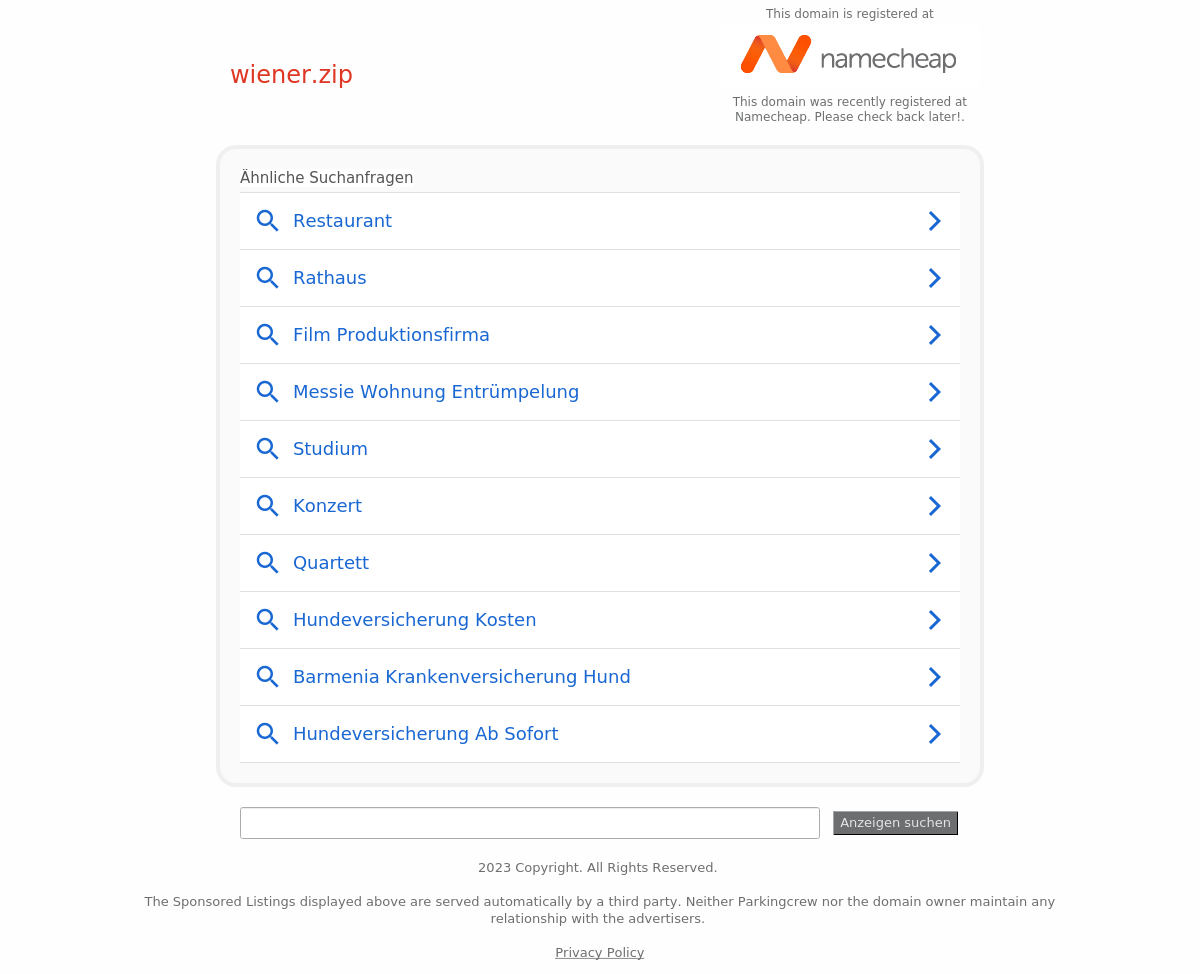 This domain is registered at
wiener.zip
namecheap
This domain was recently registered at
Namecheap. Please check back later!.
Ähnliche Suchanfragen
Restaurant
Rathaus
Film Produktionsfirma
Messie Wohnung Entrümpelung
Studium
Konzert
Quartett
Hundeversicherung Kosten
Barmenia Krankenversicherung Hund
Hundeversicherung Ab Sofort
Anzeigen suchen
2023 Copyright. All Rights Reserved.
The Sponsored Listings displayed above are served automatically by a third party. Neither Parkingcrew nor the domain owner maintain any
relationship with the advertisers.
Privacy Policy